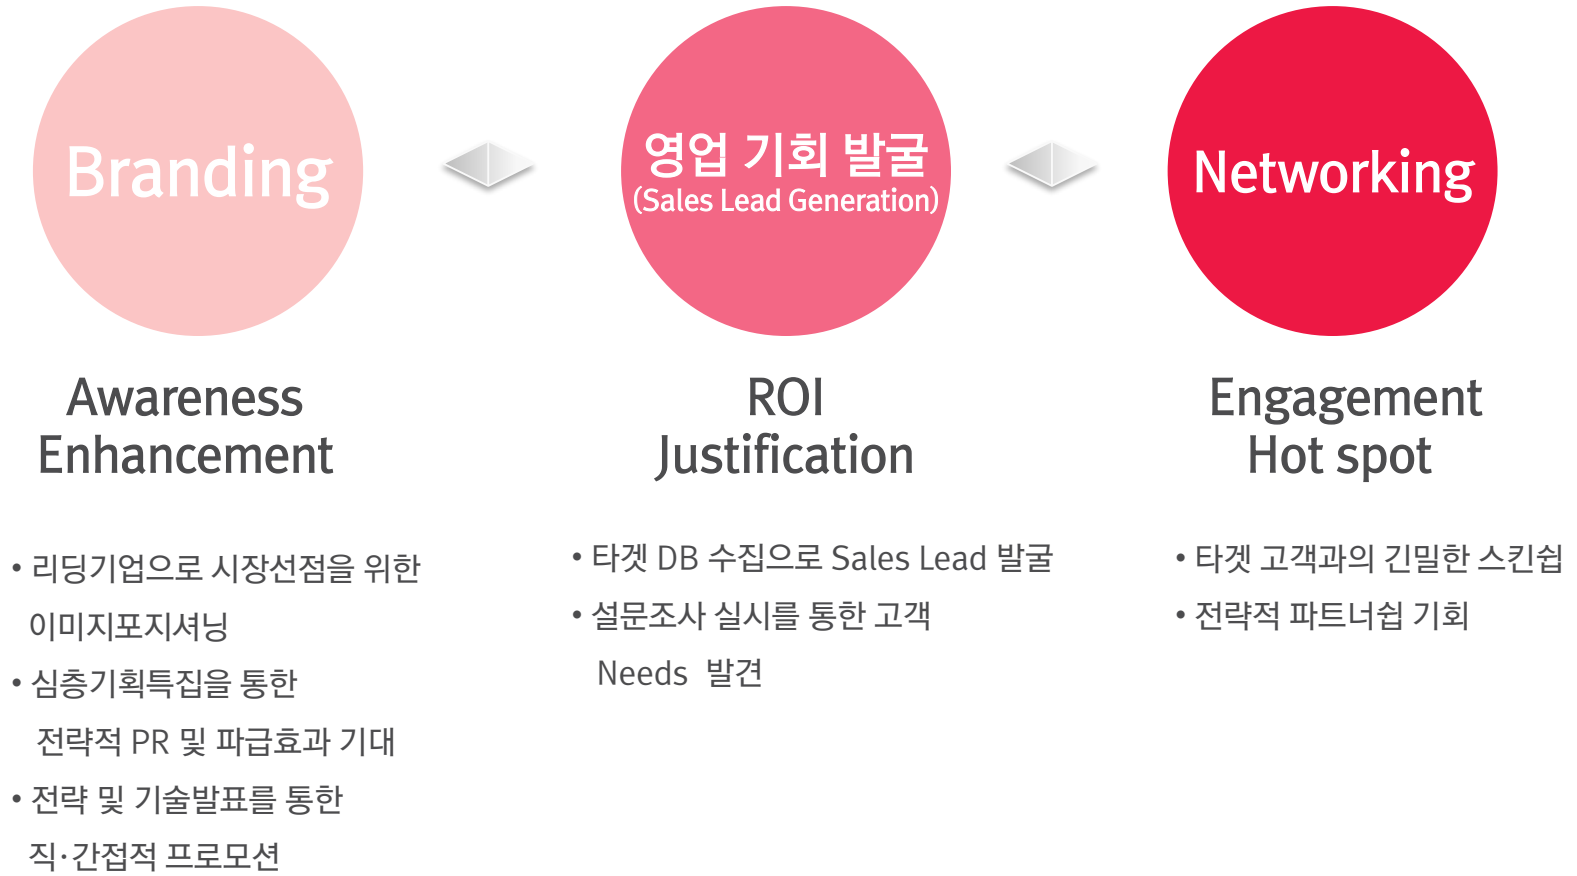 Branding
영업 기회 발굴
(Sales Lead Generation)
Networking
Awareness
Enhancement
ROI
Justification
Engagement
Hot spot
• 리딩기업으로 시장선점을 위한
이미지포지셔닝
• 심층기획특집을 통한
전략적 PR 및 파급효과 기대
• 전략 및 기술발표를 통한
직·간접적 프로모션
• 타겟 DB 수집으로 Sales Lead 발굴
• 설문조사 실시를 통한 고객
Needs 발견
• 타겟 고객과의 긴밀한 스킨쉽
• 전략적 파트너쉽 기회